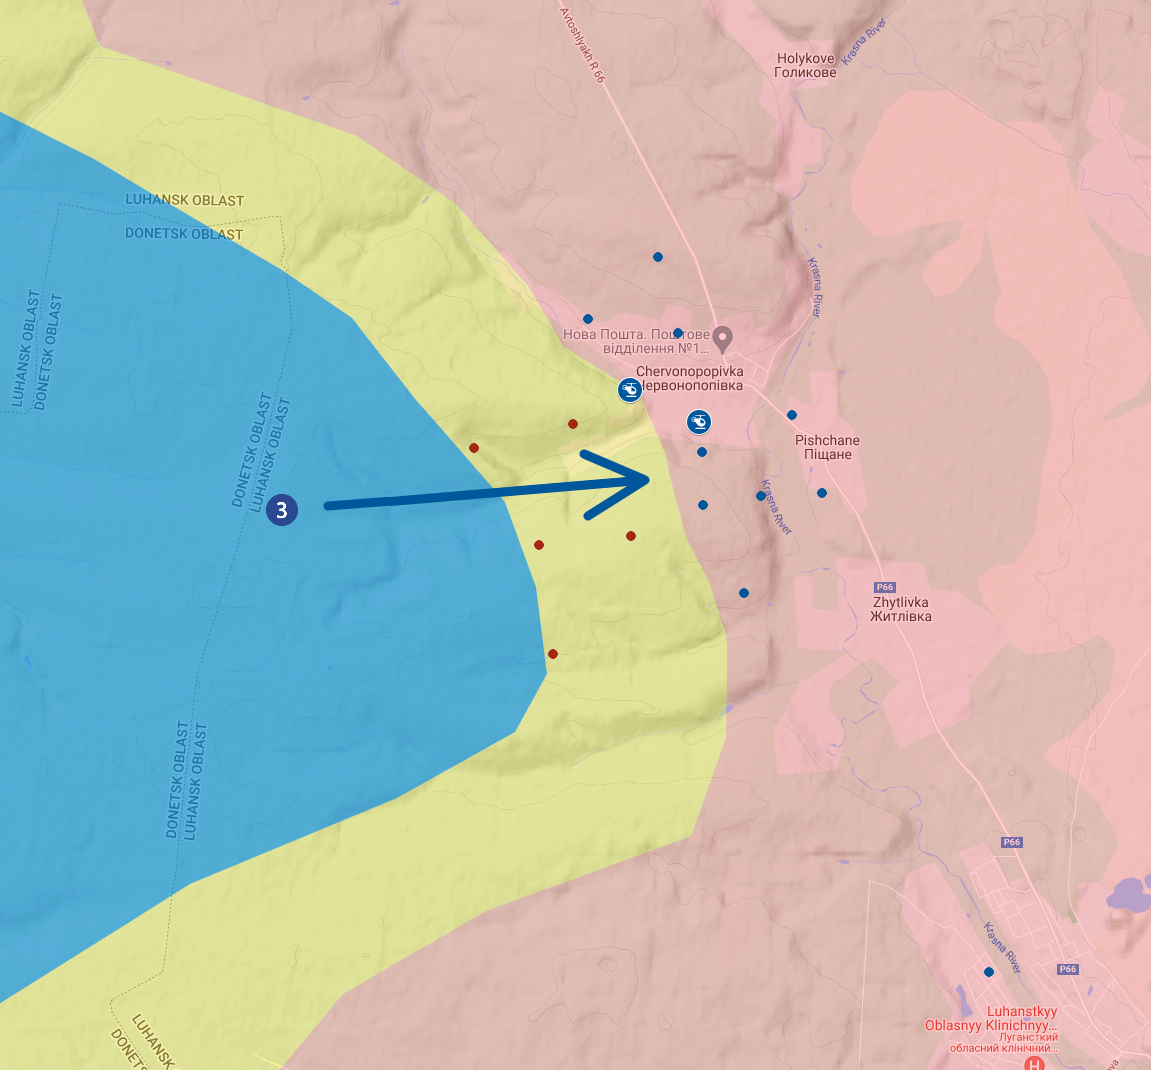 Avtoshlyakh R 66
Holykove
Голикове
Krasna River
LUHANSK OBLAST
DONETSK OBLAST
LUHANSK OBLAST
DONETSK OBLAST
Krasna River
Нова Пошта. Поштове
відділення №1...
Chervonopopivka
Червонопопівка
DONETSK OBLAST
LUHANSK OBLAST
Pishchane
Піщане
3
Krasna River
P66
Zhytlivka
Житлівка
DONETSK OBLAST
LUHANSK OBLAST
P66
Krasna River
P66
Luhanstkyy
Oblasnyy Klinichnyy...
Лугансткий
обласний клінічний...
H
LUHANSK